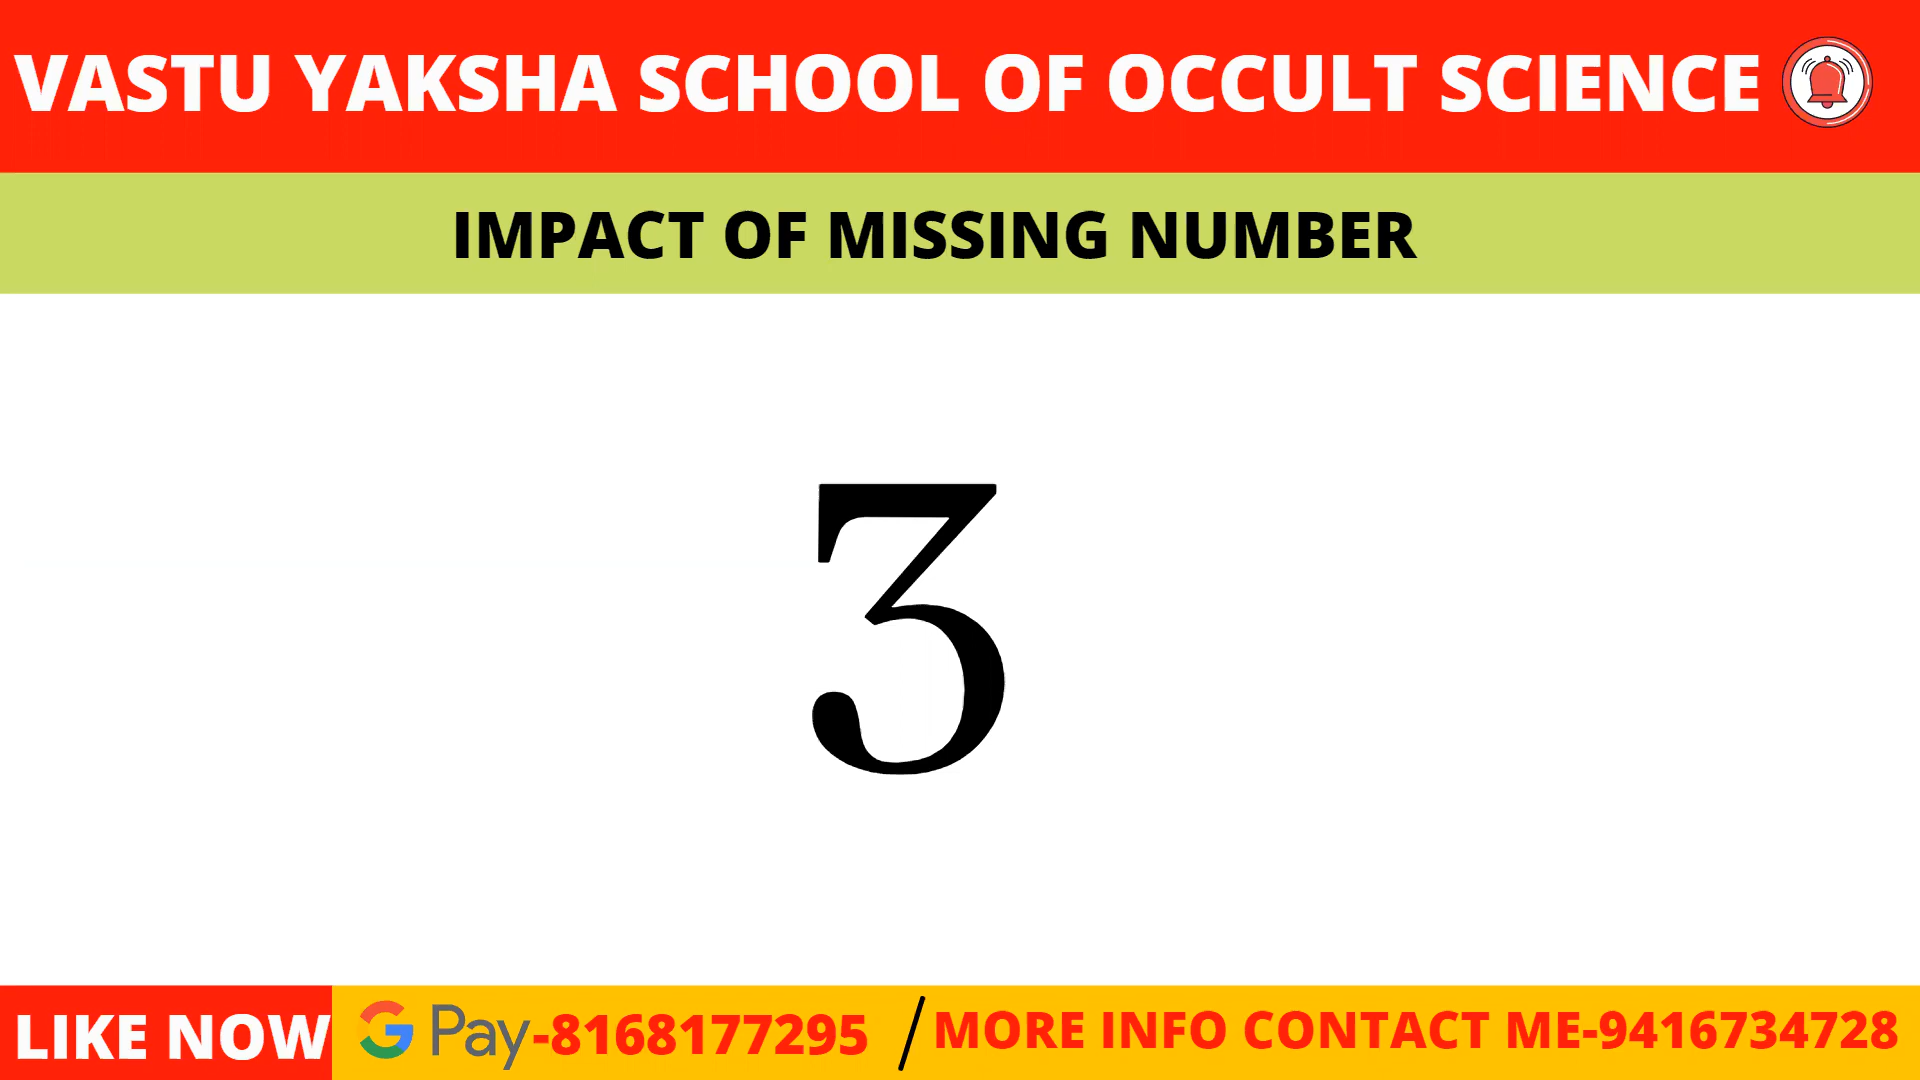 VASTU YAKSHA SCHOOL OF OCCULT SCIENCE
IMPACT OF MISSING NUMBER
3
LIKE NOW G Pay-8168177295 / MORE INFO CONTACT ME-9416734728